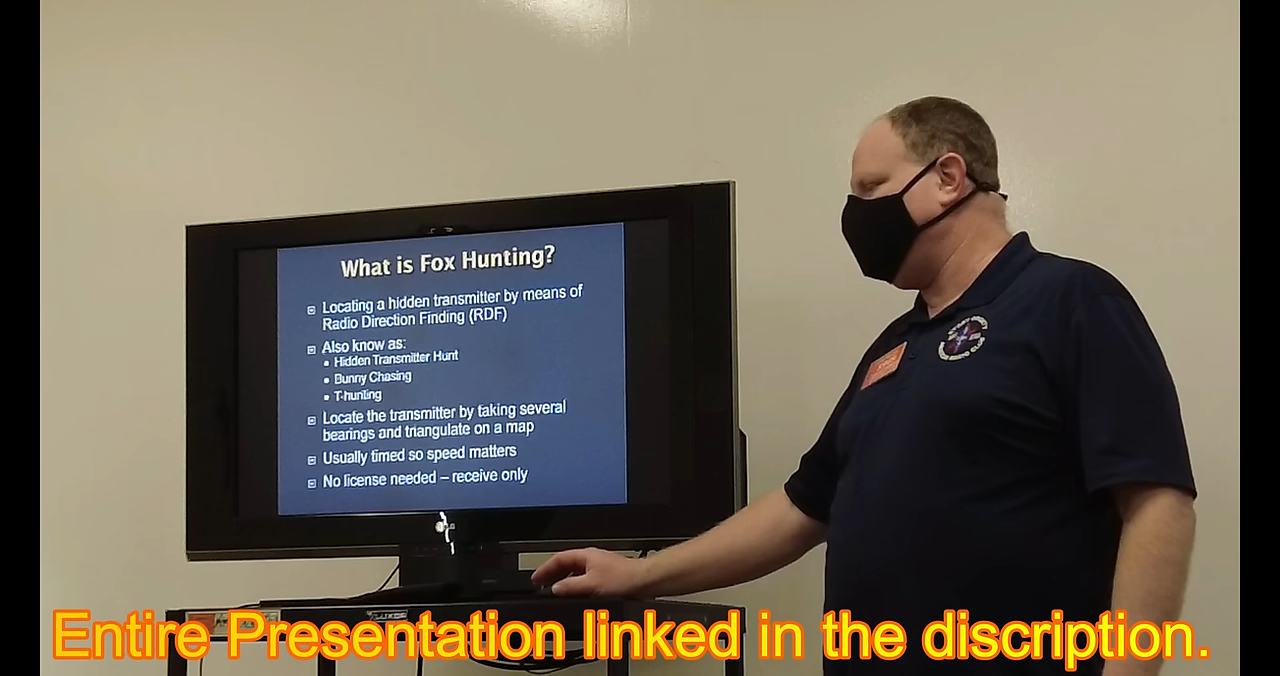 What is Fox Hunting?
Locating a hidden transmitter by means of
Radio Direction Finding (RDF)
Also know as:
Hidden Transmitter Hunt
Bunny Chasing
T-hunting
Locate the transmitter by taking several
bearings and triangulate on a map
Usually timed so speed matters
No license needed – receive only
LG
Entire Presentation linked in the discription.